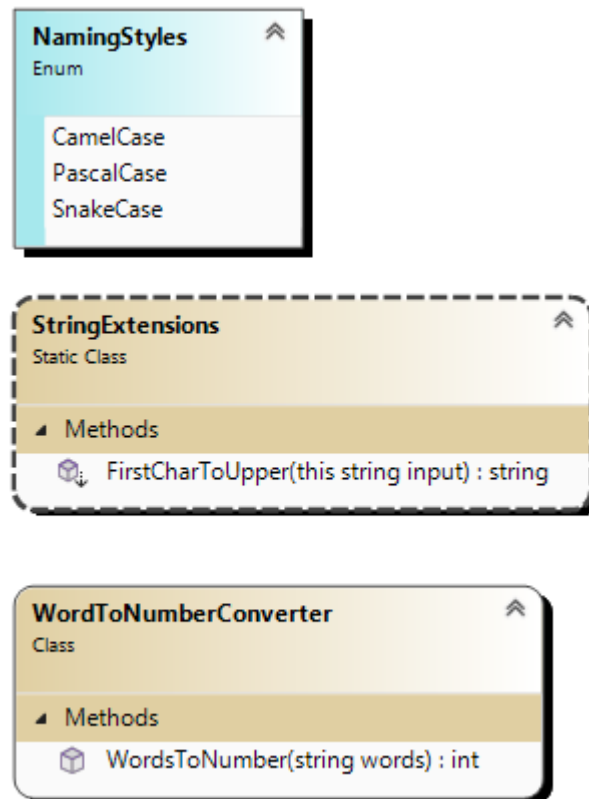 NamingStyles
Enum
CamelCase
PascalCase
SnakeCase
StringExtensions
Static Class
Methods
FirstCharToUpper(this string input) : string
WordToNumberConverter
Class
Methods
WordsToNumber(string words) : int